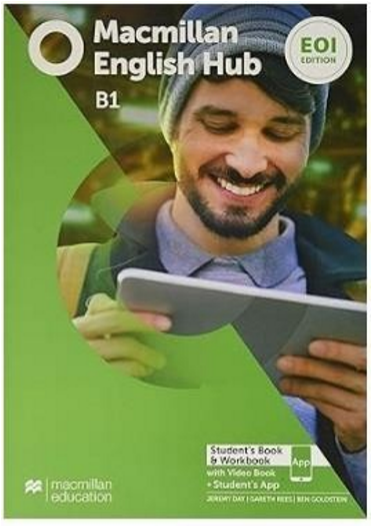 Macmillan
English Hub
B1
EOI
EDITION
Student's Book
& Workbook
with Video Book
+ Student's App
App
JEREMY DAY | GARETH REES | BEN GOLDSTEIN
macmillan
education